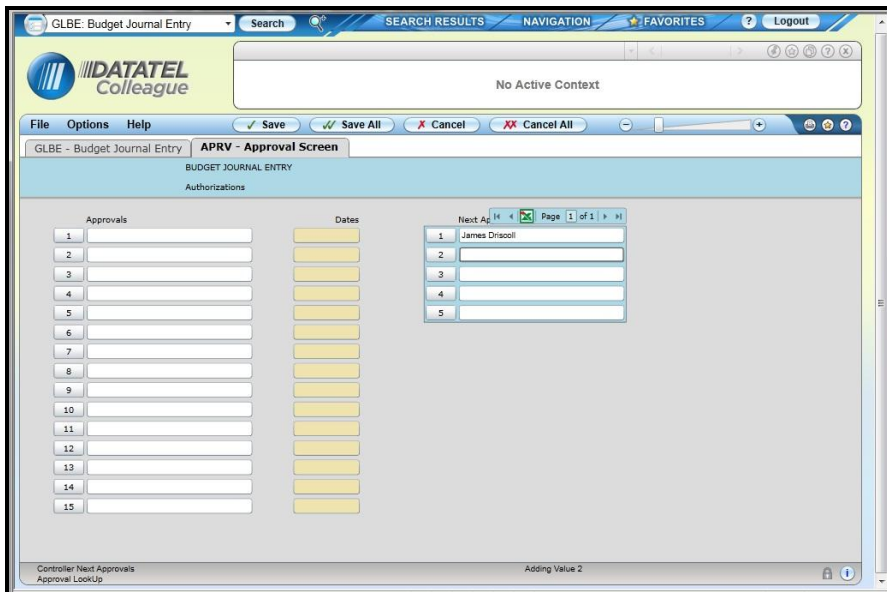 GLBE: Budget Journal Entry Search SEARCH RESULTS NAVIGATION FAVORITES ? Logout
DATATEL
Colleague
No Active Context
File Options Help Save Save All Cancel Cancel All
GLBE - Budget Journal Entry APRV - Approval Screen
BUDGET JOURNAL ENTRY
Authorizations
Approvals Dates Next Ap Page 1 of 1
1 1 James Driscoll
2 2
3 3
4 4
5 5
6
7
8
9
10
11
12
13
14
15
Controller Next Approvals Adding Value 2
Approval LookUp